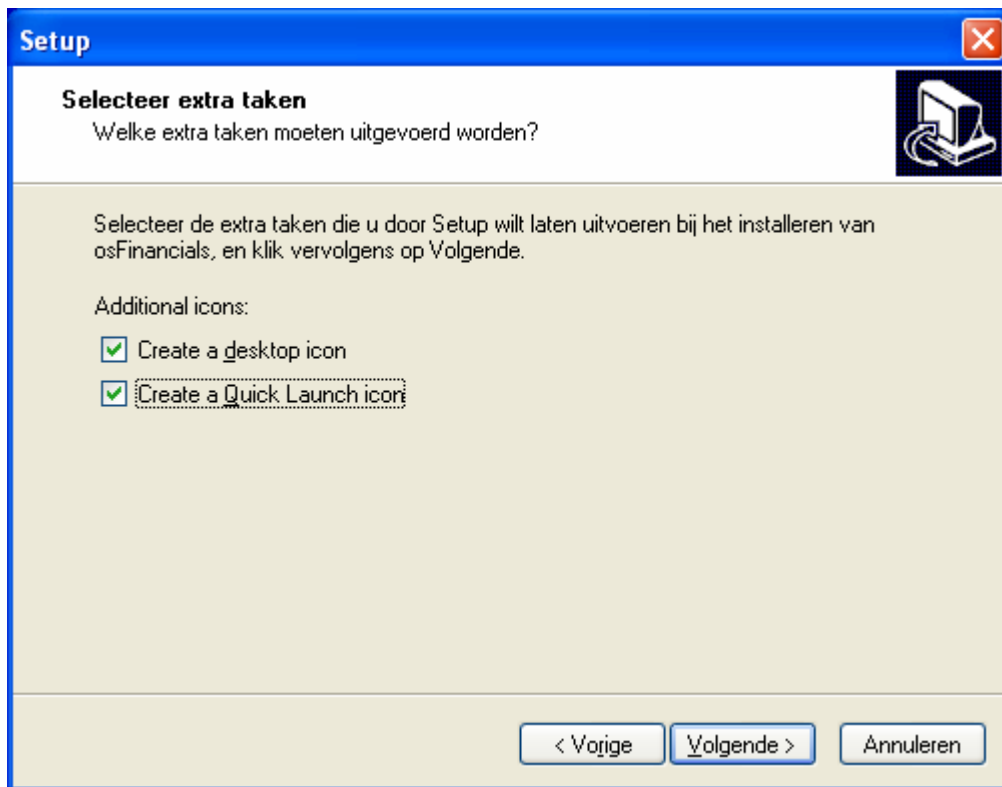 Setup
Selecteer extra taken
Welke extra taken moeten uitgevoerd worden?
Selecteer de extra taken die u door Setup wilt laten uitvoeren bij het installeren van
osFinancials, en klik vervolgens op Volgende.
Additional icons:
Create a desktop icon
Create a Quick Launch icon
< Vorige Volgende > Annuleren